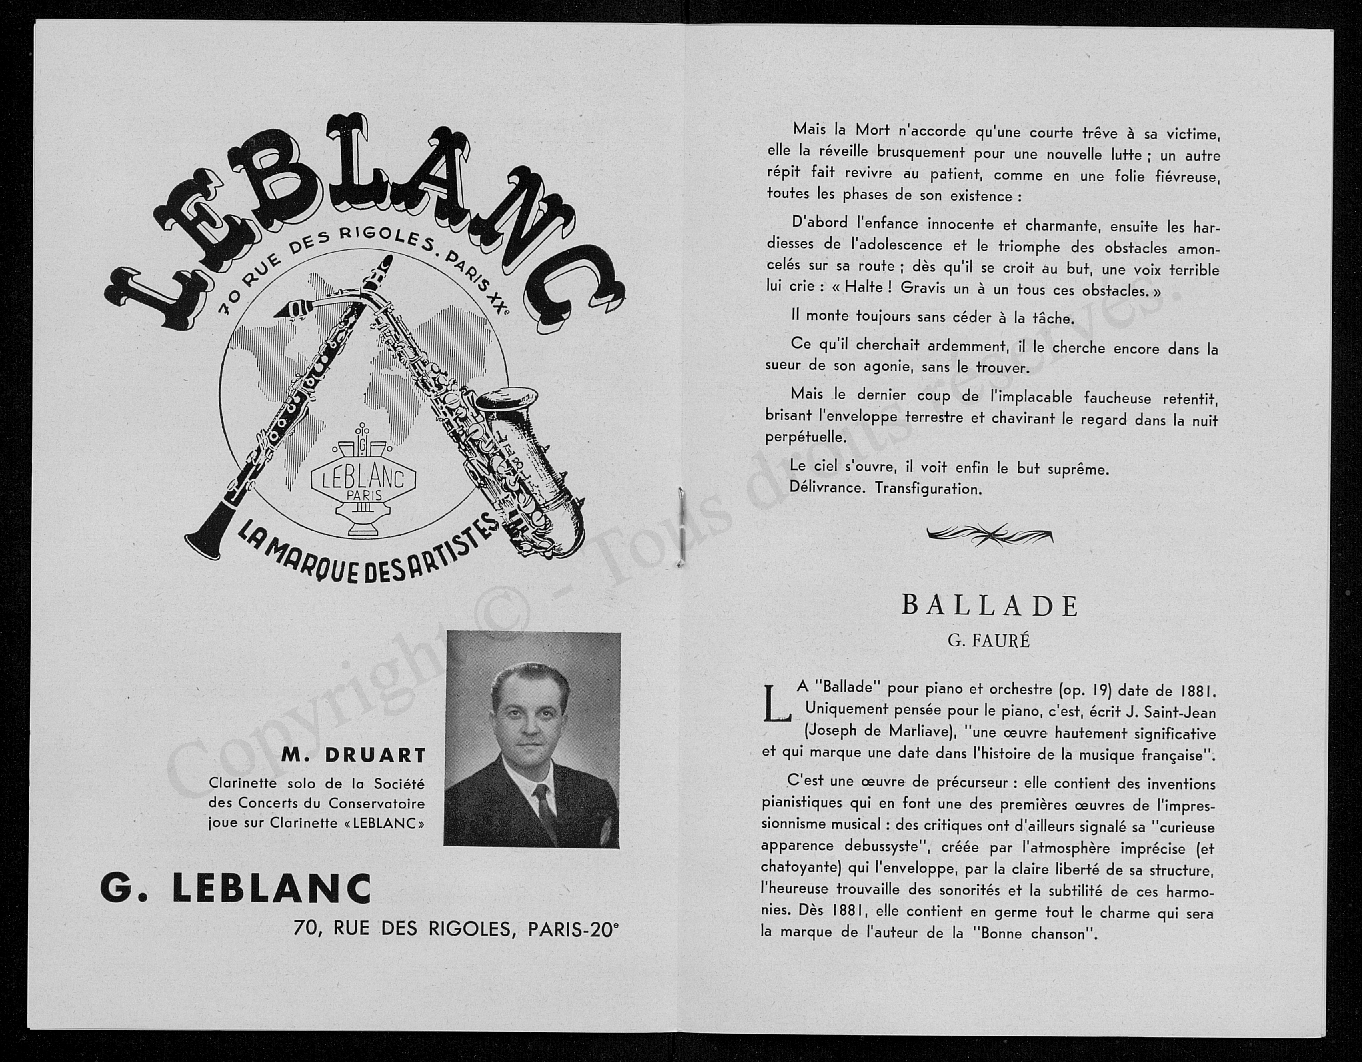 LEBLANC
70 RUE DES RIGOLES. PARIS XXe
LEBLANC
PARIS
LA MARQUE DES ARTISTES
M. DRUART
Clarinette solo de la Société
des Concerts du Conservatoire
joue sur Clarinette «LEBLANC»
G. LEBLANC
70, RUE DES RIGOLES, PARIS-20e
Mais la Mort n'accorde qu'une courte trêve à sa victime,
elle la réveille brusquement pour une nouvelle lutte ; un autre
répit fait revivre au patient, comme en une folie fiévreuse,
toutes les phases de son existence :
D'abord l'enfance innocente et charmante, ensuite les har-
diesses de l'adolescence et le triomphe des obstacles amon-
celés sur sa route ; dès qu'il se croit au but, une voix terrible
lui crie : « Halte ! Gravis un à un tous ces obstacles. »
Il monte toujours sans céder à la tâche.
Ce qu'il cherchait ardemment, il le cherche encore dans la
sueur de son agonie, sans le trouver.
Mais le dernier coup de l'implacable faucheuse retentit,
brisant l'enveloppe terrestre et chavirant le regard dans la nuit
perpétuelle.
Le ciel s'ouvre, il voit enfin le but suprême.
Délivrance. Transfiguration.
BALLADE
G. FAURÉ
LA "Ballade" pour piano et orchestre (op. 19) date de 1881.
Uniquement pensée pour le piano, c'est, écrit J. Saint-Jean
(Joseph de Marliave), "une œuvre hautement significative
et qui marque une date dans l'histoire de la musique française".
C'est une œuvre de précurseur : elle contient des inventions
pianistiques qui en font une des premières œuvres de l'impres-
sionnisme musical : des critiques ont d'ailleurs signalé sa "curieuse
apparence debussyste", créée par l'atmosphère imprécise (et
chatoyante) qui l'enveloppe, par la claire liberté de sa structure,
l'heureuse trouvaille des sonorités et la subtilité de ces harmo-
nies. Dès 1881, elle contient en germe tout le charme qui sera
la marque de l'auteur de la "Bonne chanson".
Copyright © - Tous droits réservés.